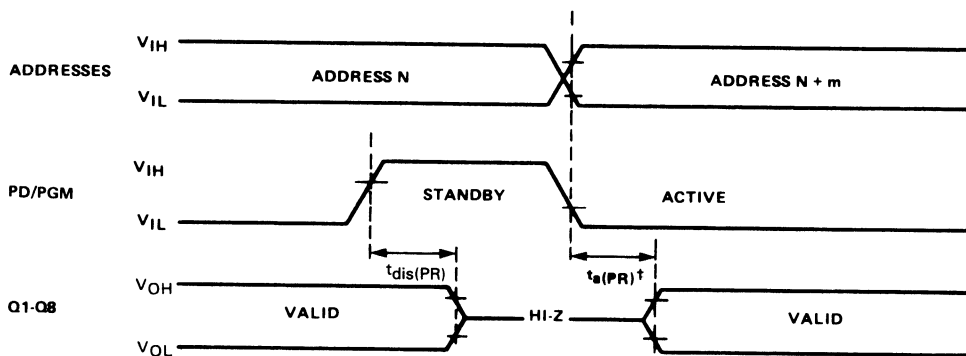 VIH
ADDRESSES
ADDRESS N
ADDRESS N + m
VIL
VIH
PD/PGM
STANDBY
ACTIVE
VIL
tdis(PR)
ta(PR)†
VOH
Q1-Q8
VALID
HI-Z
VALID
VOL